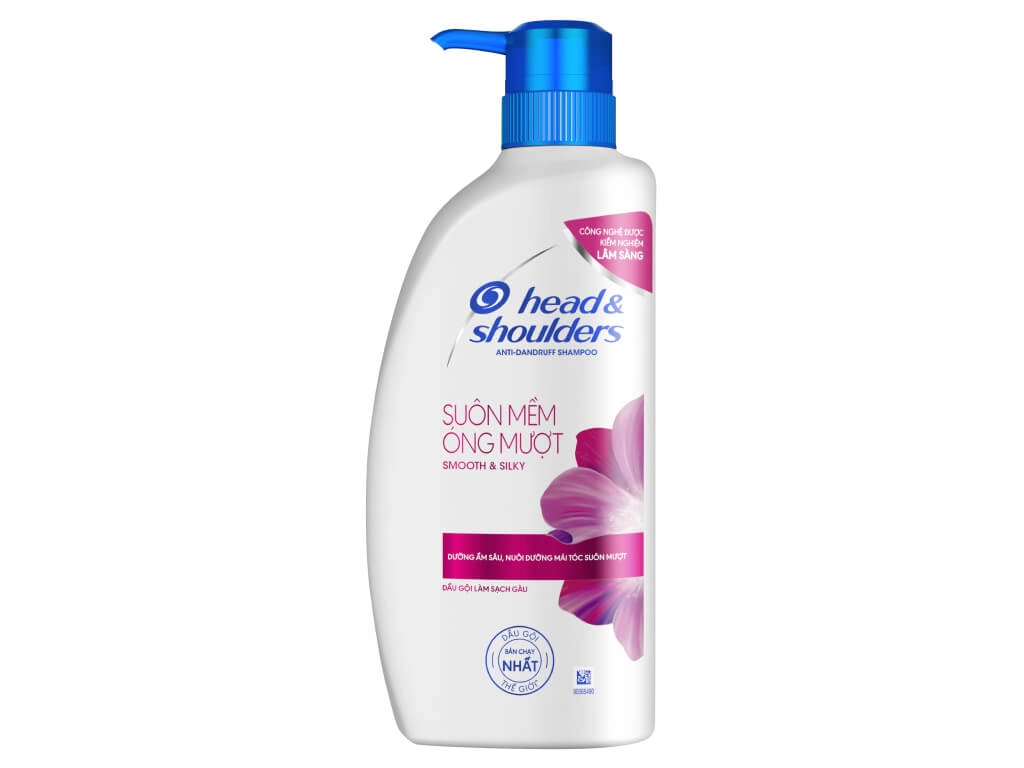 CÔNG NGHỆ ĐƯỢC
KIỂM NGHIỆM
LÂM SÀNG
head &
shoulders
ANTI-DANDRUFF SHAMPOO
SUÔN MỀM
ÓNG MƯỢT
SMOOTH & SILKY
DƯỠNG ẨM SÂU, NUÔI DƯỠNG MÁI TÓC SUÔN MƯỢT
DẦU GỘI LÀM SẠCH GÀU
DẦU GỘI
BÁN CHẠY
NHẤT
THẾ GIỚI*